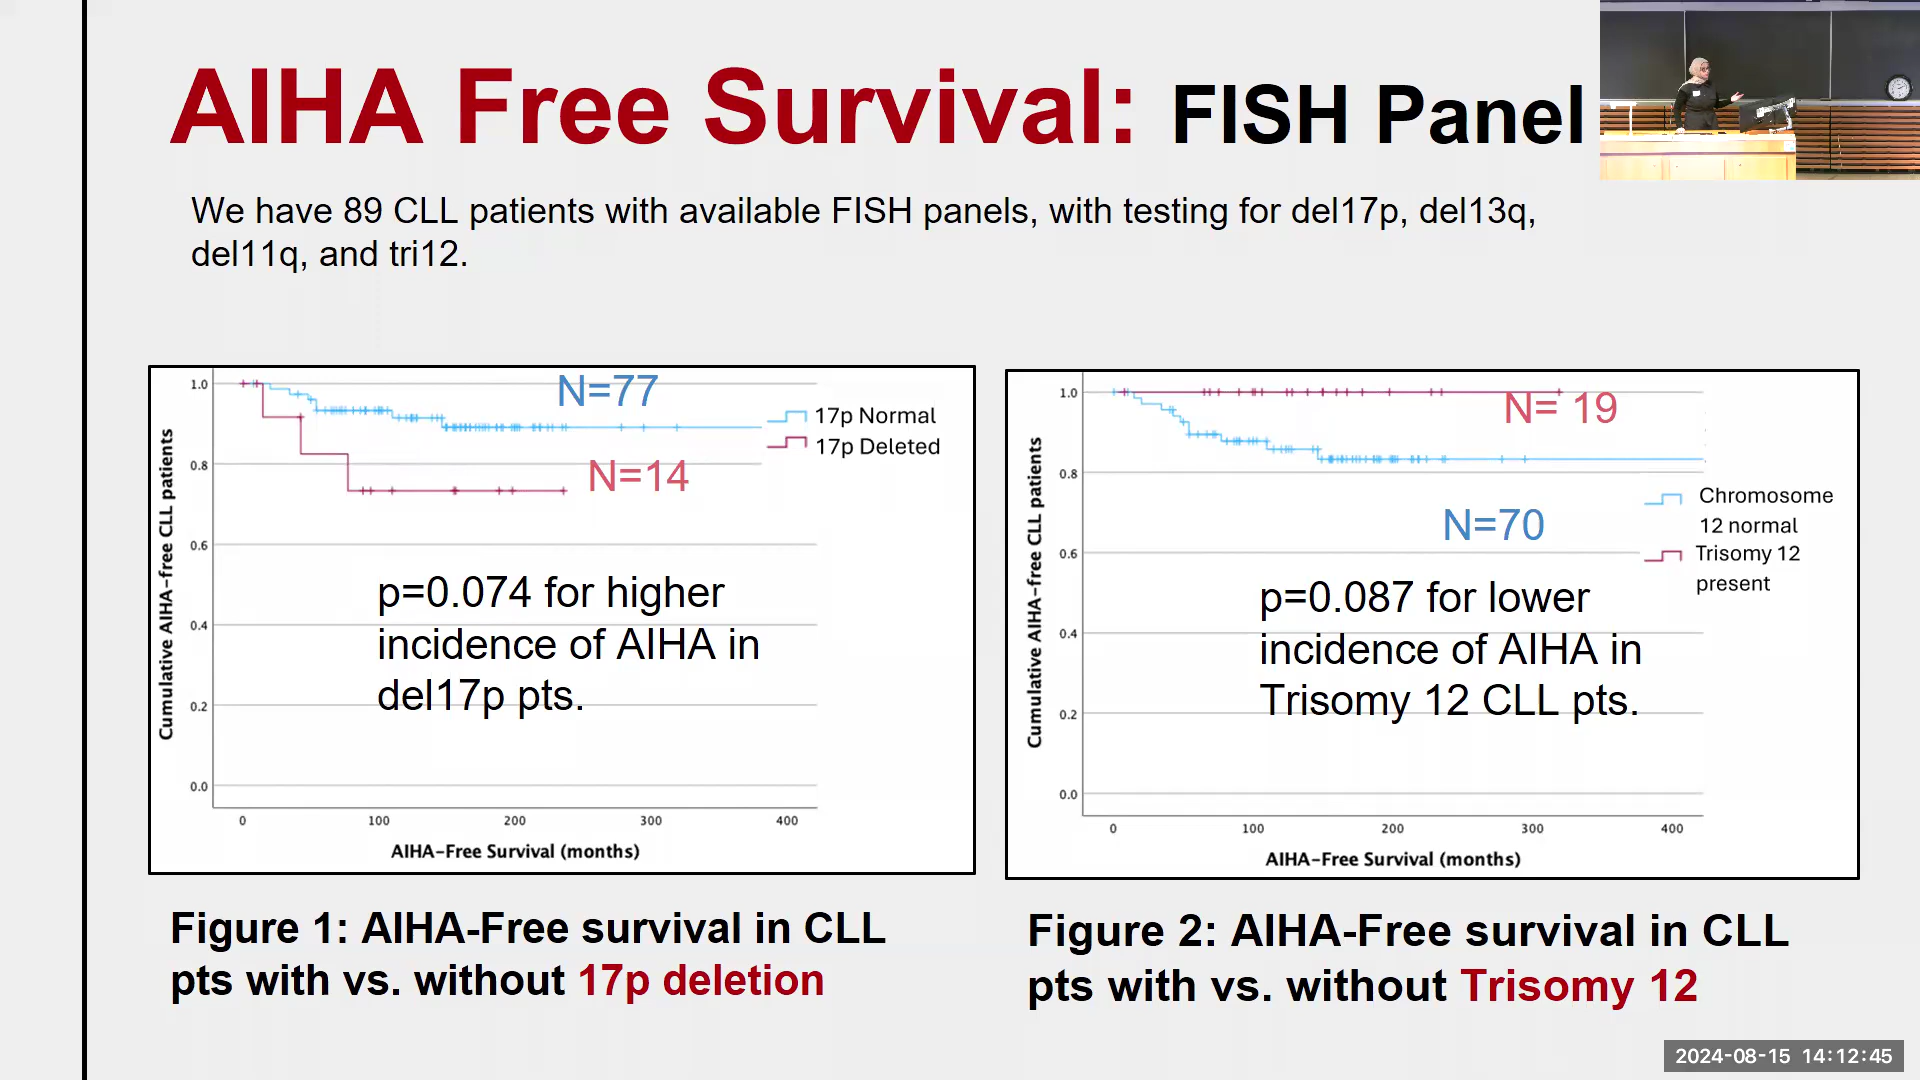 AIHA Free Survival: FISH Panel
We have 89 CLL patients with available FISH panels, with testing for del17p, del13q,
del11q, and tri12.
Cumulative AIHA-free CLL patients
1.0
0.8
0.6
0.4
0.2
0.0
N=77
17p Normal
17p Deleted
N=14
p=0.074 for higher
incidence of AIHA in
del17p pts.
0 100 200 300 400
AIHA-Free Survival (months)
Figure 1: AIHA-Free survival in CLL
pts with vs. without 17p deletion
Cumulative AIHA-free CLL patients
1.0
0.8
0.6
0.4
0.2
0.0
N= 19
Chromosome
12 normal
N=70
Trisomy 12
present
p=0.087 for lower
incidence of AIHA in
Trisomy 12 CLL pts.
0 100 200 300 400
AIHA-Free Survival (months)
Figure 2: AIHA-Free survival in CLL
pts with vs. without Trisomy 12
2024-08-15 14:12:45